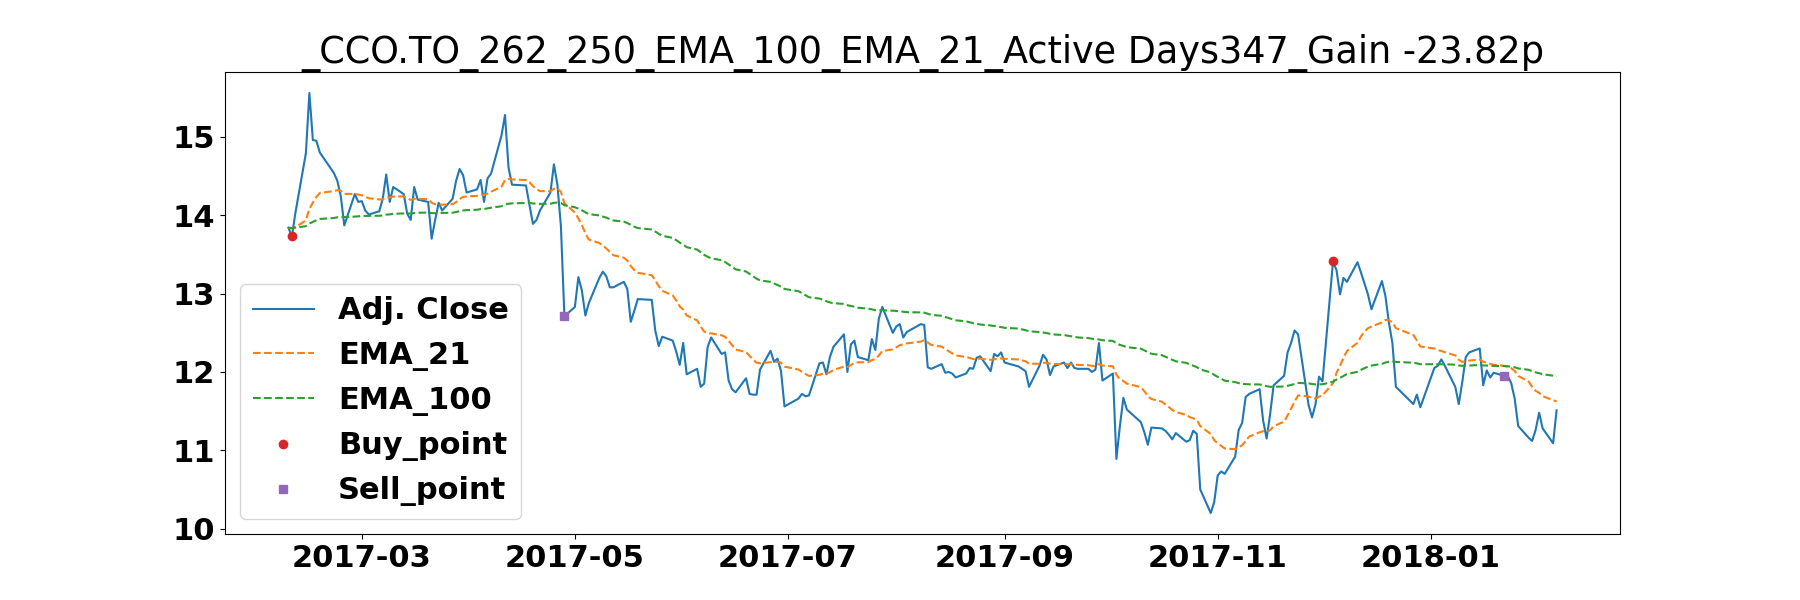 _CCO.TO_262_250_EMA_100_EMA_21_Active Days347_Gain -23.82p
15
14
13
12
11
10
Adj. Close
EMA_21
EMA_100
Buy_point
Sell_point
2017-03 2017-05 2017-07 2017-09 2017-11 2018-01